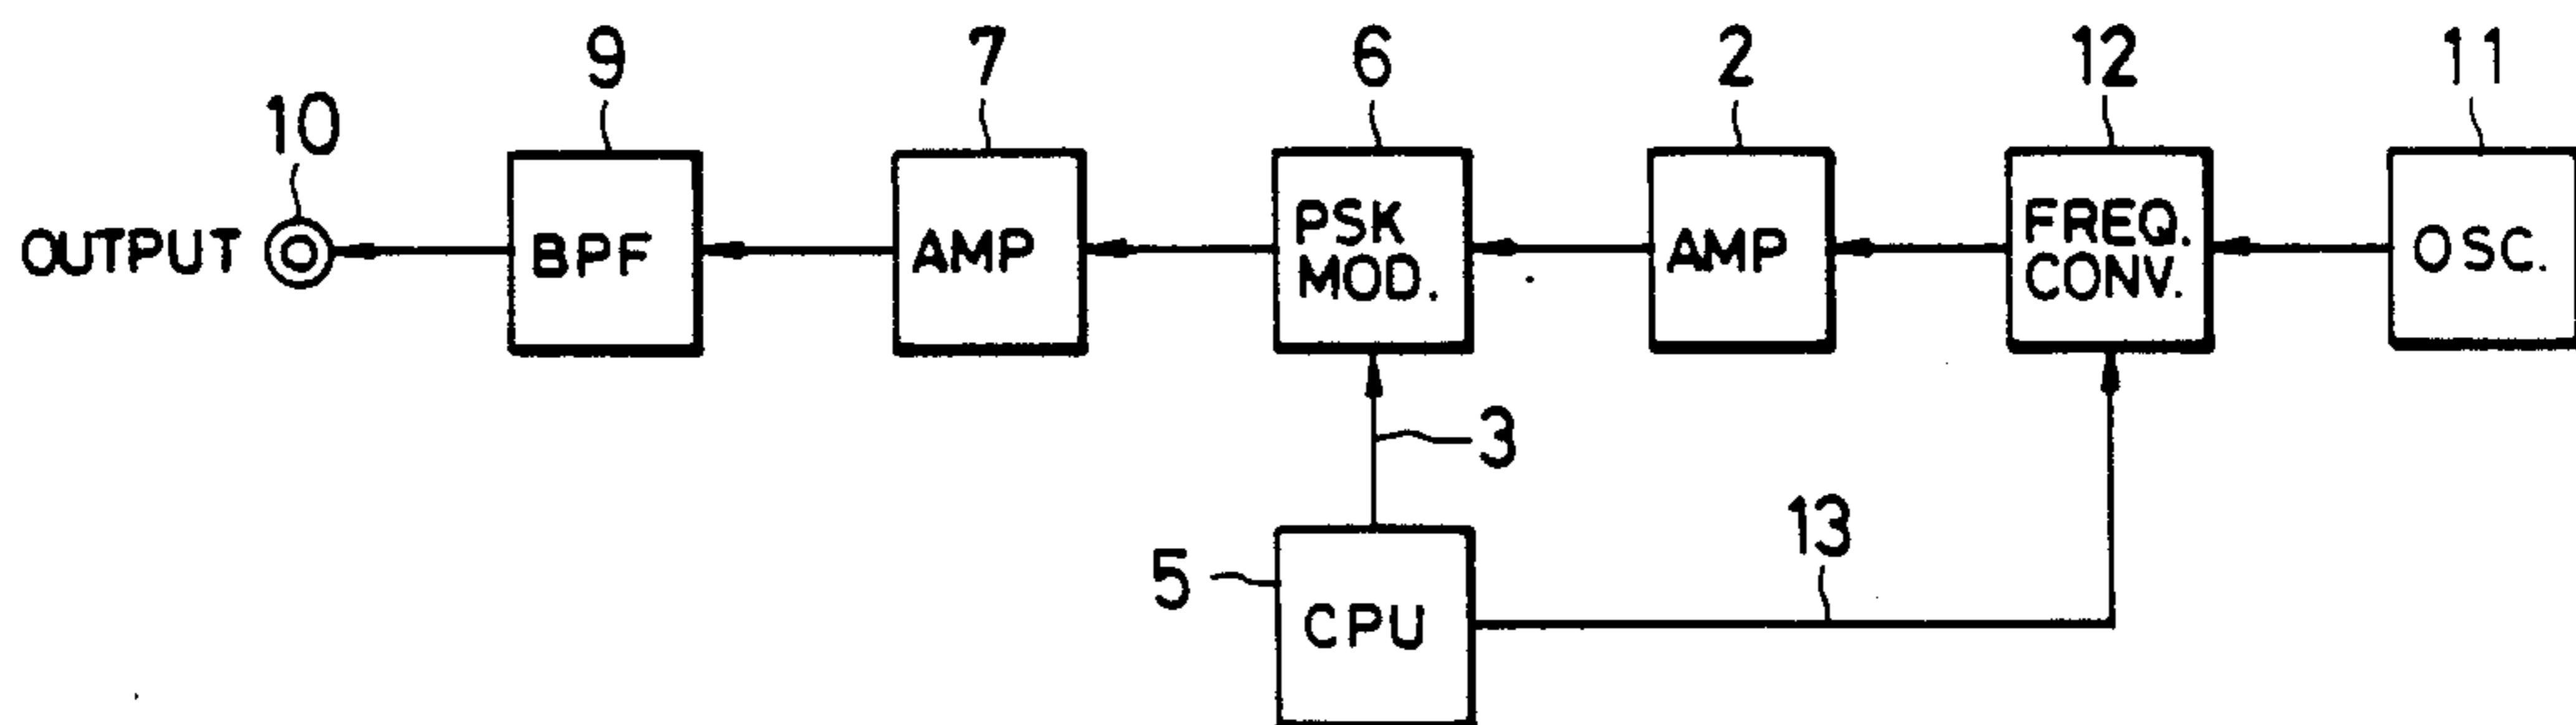 9
7
6
2
12
11
10
OUTPUT
BPF
AMP
PSK
MOD.
AMP
FREQ.
CONV.
OSC.
3
13
5
CPU